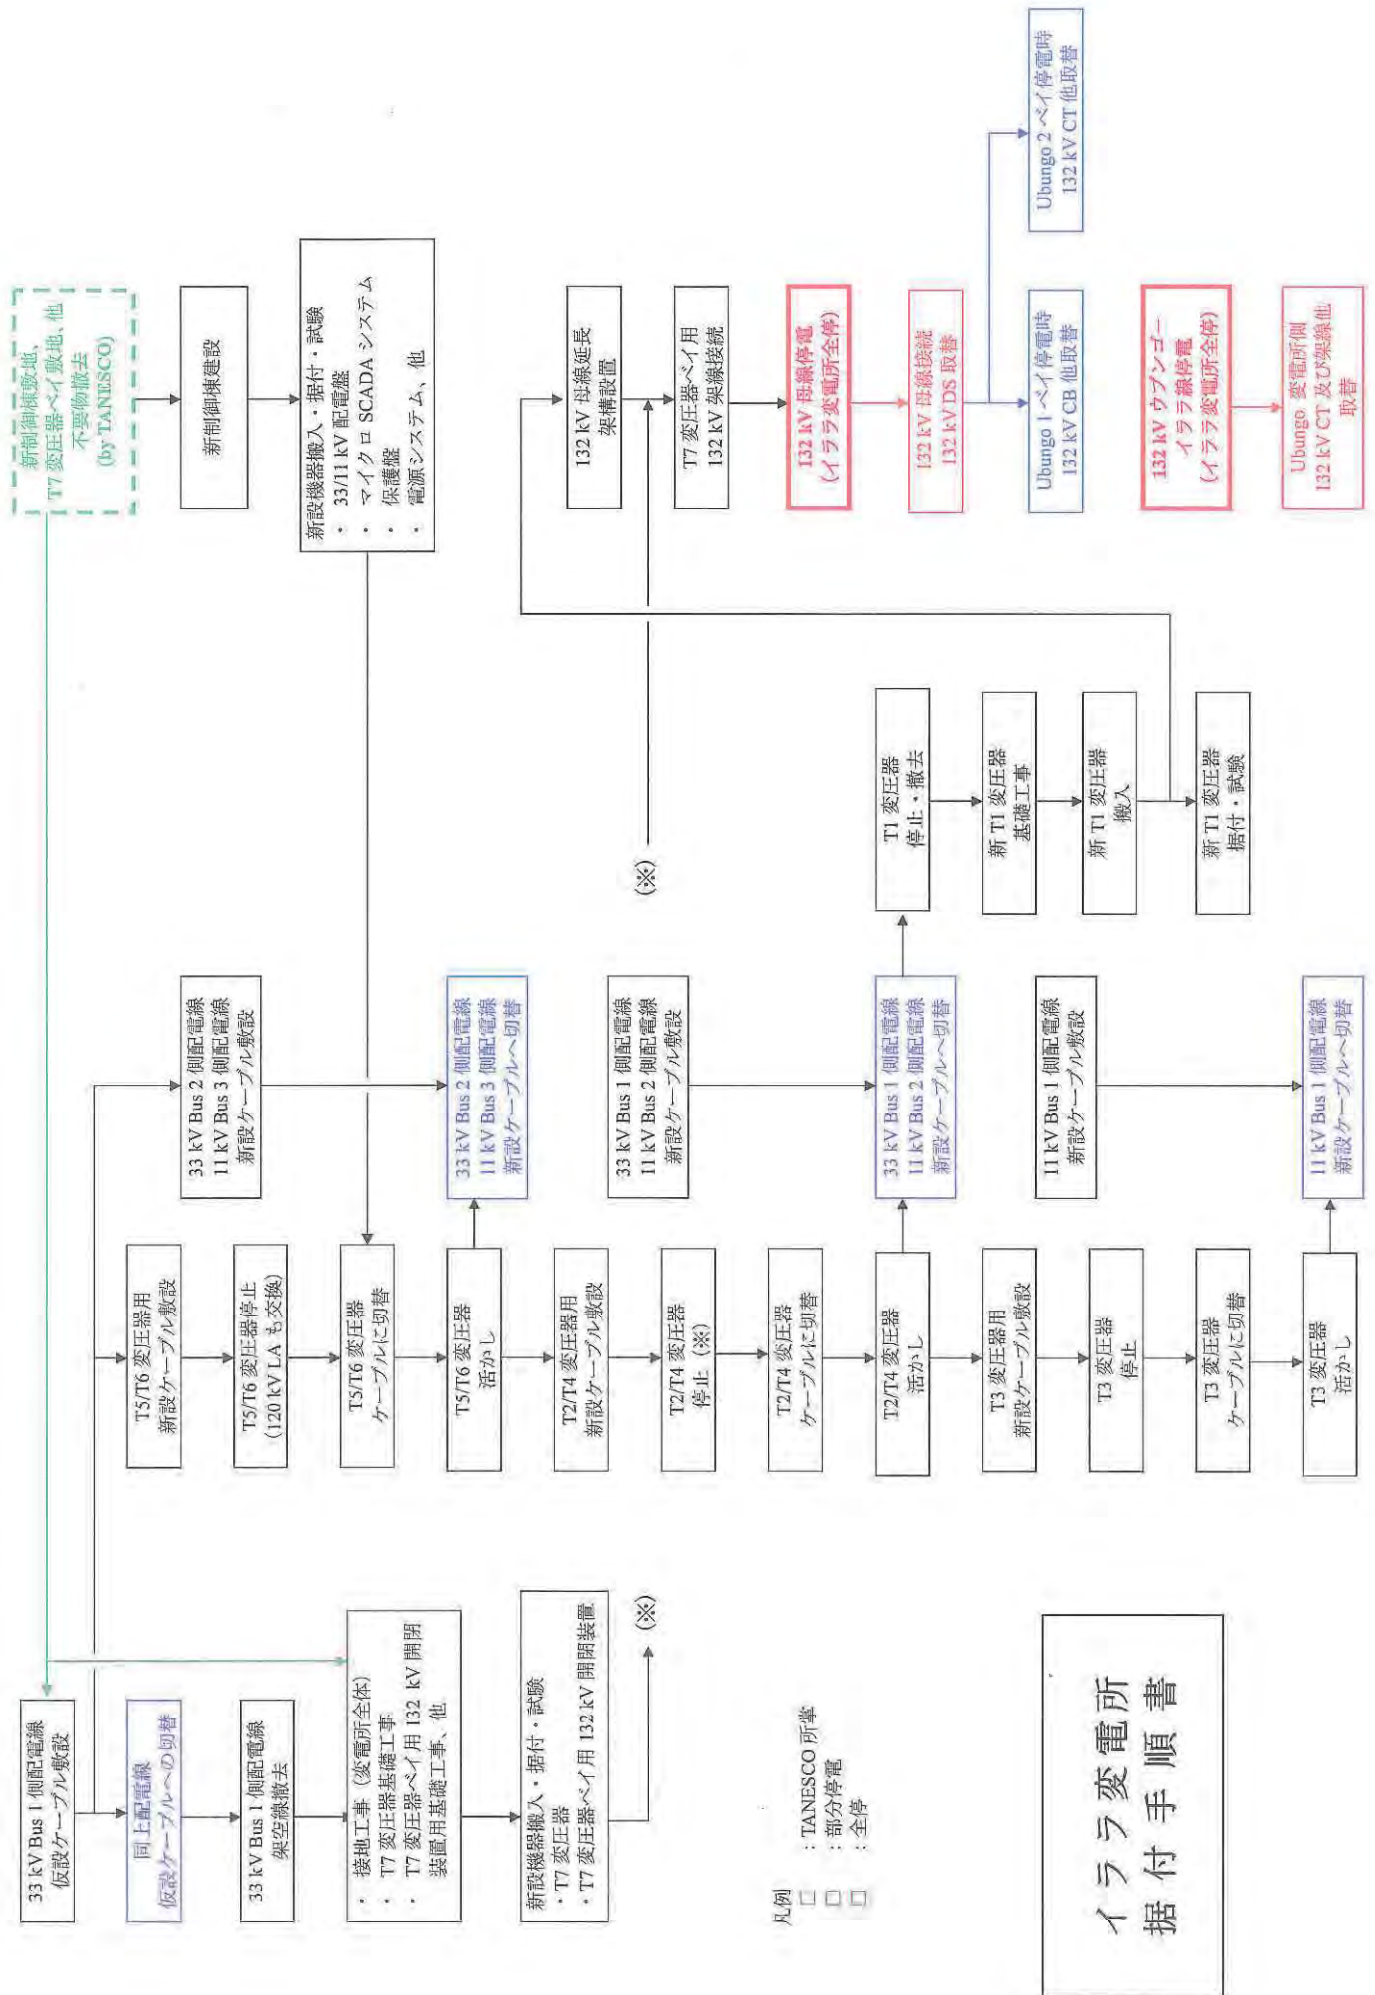 33 kV Bus 1 側配電線
仮設ケーブル敷設
同上配電線
仮設ケーブルへの切替
33 kV Bus 1 側配電線
架空線撤去
・ 接地工事（変電所全体）
・ T7 変圧器基礎工事
・ T7 変圧器ベイ用 132 kV 開閉
装置用基礎工事、他
新設機器搬入・据付・試験
・T7 変圧器
・T7 変圧器ベイ用 132 kV 開閉装置
(※)
凡例
□ : TANESCO 所掌
□ : 部分停電
□ : 全停
イララ変電所
据付手順書
T5/T6 変圧器用
新設ケーブル敷設
T5/T6 変圧器停止
(120 kV LA も交換)
T5/T6 変圧器
ケーブルに切替
T5/T6 変圧器
活かし
T2/T4 変圧器用
新設ケーブル敷設
T2/T4 変圧器
停止 (※)
T2/T4 変圧器
ケーブルに切替
T2/T4 変圧器
活かし
T3 変圧器用
新設ケーブル敷設
T3 変圧器
停止
T3 変圧器
ケーブルに切替
T3 変圧器
活かし
33 kV Bus 2 側配電線
11 kV Bus 3 側配電線
新設ケーブル敷設
33 kV Bus 2 側配電線
11 kV Bus 3 側配電線
新設ケーブルへ切替
33 kV Bus 1 側配電線
11 kV Bus 2 側配電線
新設ケーブル敷設
33 kV Bus 1 側配電線
11 kV Bus 2 側配電線
新設ケーブルへ切替
11 kV Bus 1 側配電線
新設ケーブル敷設
11 kV Bus 1 側配電線
新設ケーブルへ切替
(※)
T1 変圧器
停止・撤去
新 T1 変圧器
基礎工事
新 T1 変圧器
搬入
新 T1 変圧器
据付・試験
新制御棟敷地、
T7 変圧器ベイ敷地、他
不要物撤去
(by TANESCO)
新制御棟建設
新設機器搬入・据付・試験
・ 33/11 kV 配電盤
・ マイクロ SCADA システム
・ 保護盤
・ 電源システム、他
132 kV 母線延長
架構設置
T7 変圧器ベイ用
132 kV 架線接続
132 kV 母線停電
(イララ変電所全停)
132 kV 母線接続
132 kV DS 取替
Ubungo 1 ベイ停電時
132 kV CB 他取替
Ubungo 2 ベイ停電時
132 kV CT 他取替
132 kV ウブンゴー
イララ線停電
(イララ変電所全停)
Ubungo 変電所側
132 kV CT 及び架線他
取替